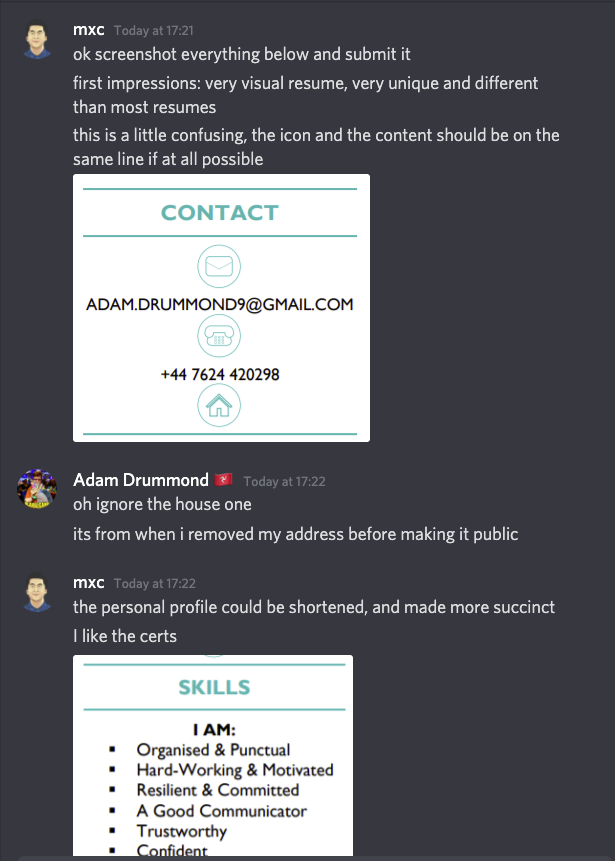 mxc Today at 17:21
ok screenshot everything below and submit it
first impressions: very visual resume, very unique and different
than most resumes
this is a little confusing, the icon and the content should be on the
same line if at all possible
CONTACT
ADAM.DRUMMOND9@GMAIL.COM
+44 7624 420298
Adam Drummond Today at 17:22
oh ignore the house one
its from when i removed my address before making it public
mxc Today at 17:22
the personal profile could be shortened, and made more succinct
I like the certs
SKILLS
I AM:
▪ Organised & Punctual
▪ Hard-Working & Motivated
▪ Resilient & Committed
▪ A Good Communicator
▪ Trustworthy
▪ Confident